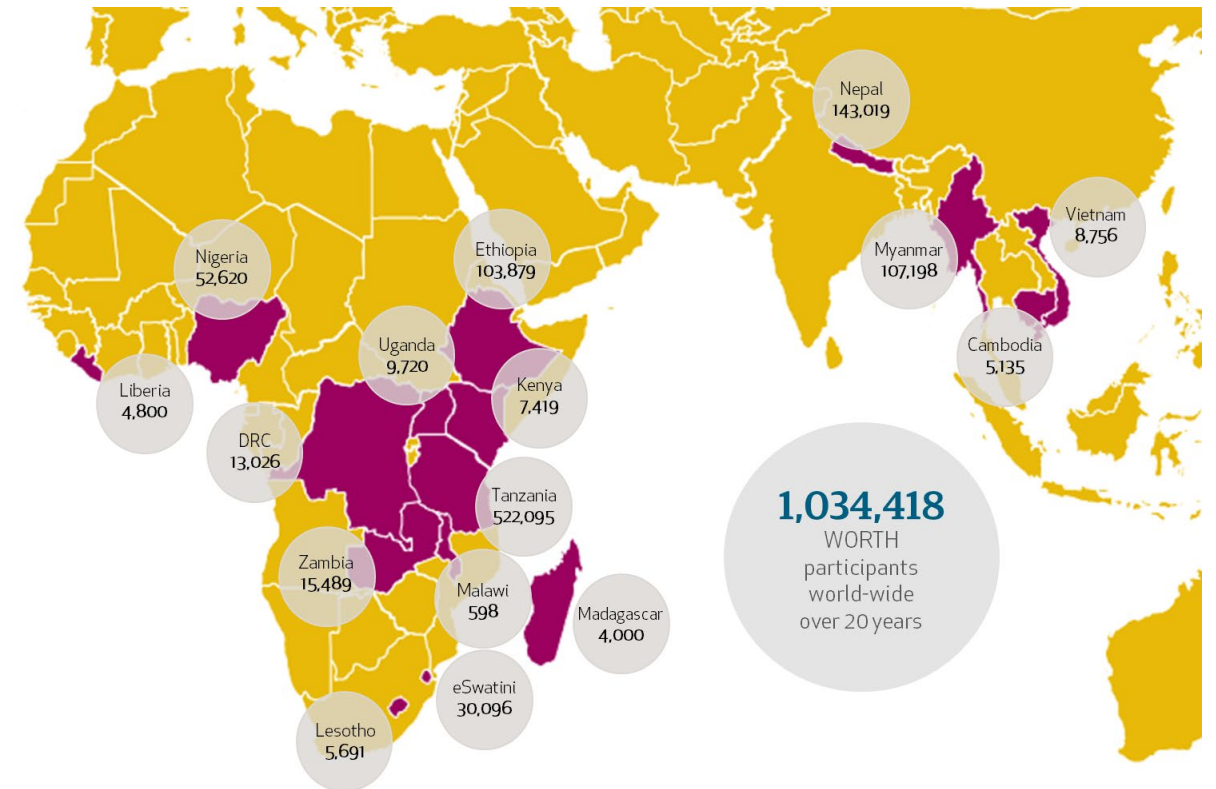 Nepal
143,019
Vietnam
8,756
Myanmar
107,198
Cambodia
5,135
Nigeria
52,620
Ethiopia
103,879
Uganda
9,720
Kenya
7,419
Liberia
4,800
DRC
13,026
Tanzania
522,095
Zambia
15,489
Malawi
598
Madagascar
4,000
eSwatini
30,096
Lesotho
5,691
1,034,418
WORTH
participants
world-wide
over 20 years